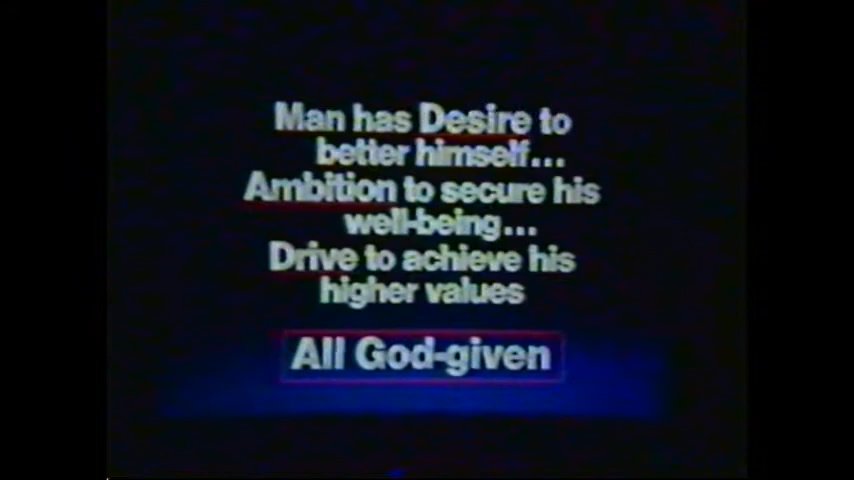 Man has Desire to
better himself...
Ambition to secure his
well-being...
Drive to achieve his
higher values
All God-given